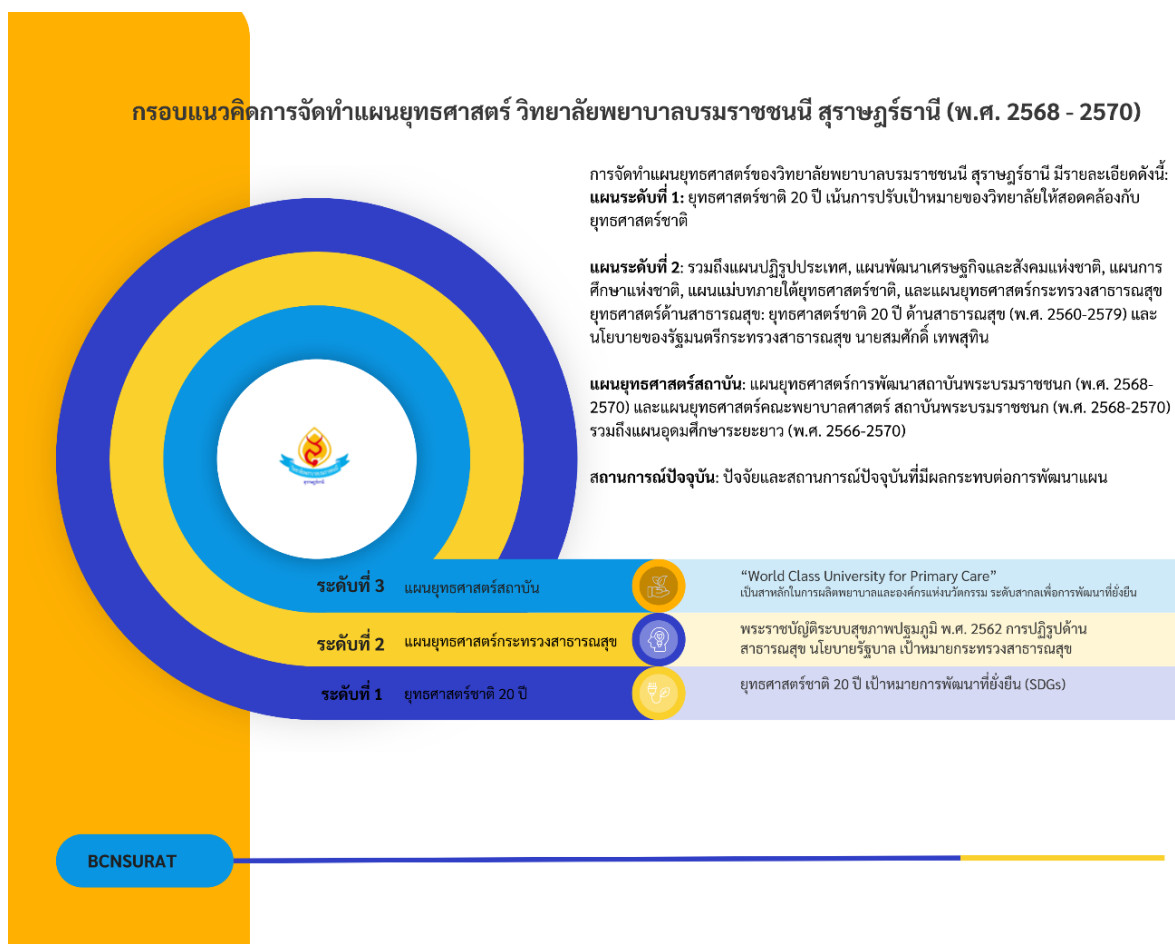 กรอบแนวคิดการจัดทำแผนยุทธศาสตร์ วิทยาลัยพยาบาลบรมราชชนนี สุราษฎร์ธานี (พ.ศ. 2568 - 2570)
การจัดทำแผนยุทธศาสตร์ของวิทยาลัยพยาบาลบรมราชชนนี สุราษฎร์ธานี มีรายละเอียดดังนี้:
แผนระดับที่ 1: ยุทธศาสตร์ชาติ 20 ปี เน้นการปรับเป้าหมายของวิทยาลัยให้สอดคล้องกับ
ยุทธศาสตร์ชาติ
แผนระดับที่ 2: รวมถึงแผนปฏิรูปประเทศ, แผนพัฒนาเศรษฐกิจและสังคมแห่งชาติ, แผนการ
ศึกษาแห่งชาติ, แผนแม่บทภายใต้ยุทธศาสตร์ชาติ, และแผนยุทธศาสตร์กระทรวงสาธารณสุข
ยุทธศาสตร์ด้านสาธารณสุข: ยุทธศาสตร์ชาติ 20 ปี ด้านสาธารณสุข (พ.ศ. 2560-2579) และ
นโยบายของรัฐมนตรีกระทรวงสาธารณสุข นายสมศักดิ์ เทพสุทิน
แผนยุทธศาสตร์สถาบัน: แผนยุทธศาสตร์การพัฒนาสถาบันพระบรมราชชนก (พ.ศ. 2568-
2570) และแผนยุทธศาสตร์คณะพยาบาลศาสตร์ สถาบันพระบรมราชชนก (พ.ศ. 2568-2570)
รวมถึงแผนอุดมศึกษาระยะยาว (พ.ศ. 2566-2570)
สถานการณ์ปัจจุบัน: ปัจจัยและสถานการณ์ปัจจุบันที่มีผลกระทบต่อการพัฒนาแผน
ระดับที่ 3 แผนยุทธศาสตร์สถาบัน
"World Class University for Primary Care"
เป็นสาหลักในการผลิตพยาบาลและองค์กรแห่งนวัตกรรม ระดับสากลเพื่อการพัฒนาที่ยั่งยืน
ระดับที่ 2 แผนยุทธศาสตร์กระทรวงสาธารณสุข
พระราชบัญญัติระบบสุขภาพปฐมภูมิ พ.ศ. 2562 การปฏิรูปด้าน
สาธารณสุข นโยบายรัฐบาล เป้าหมายกระทรวงสาธารณสุข
ระดับที่ 1 ยุทธศาสตร์ชาติ 20 ปี
ยุทธศาสตร์ชาติ 20 ปี เป้าหมายการพัฒนาที่ยั่งยืน (SDGs)
BCNSURAT